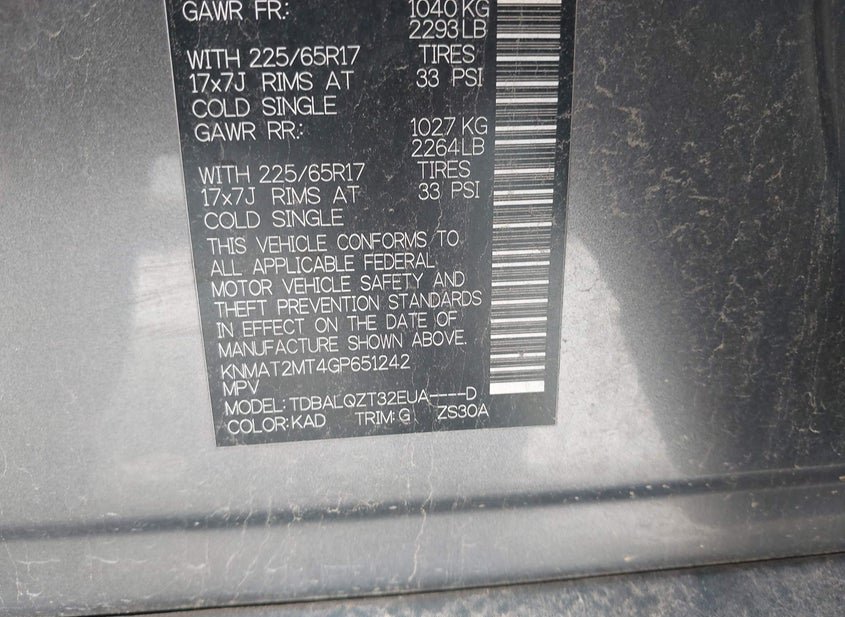 GAWR FR.: 1040 KG
2293 LB
WITH 225/65R17 TIRES
17x7J RIMS AT 33 PSI
COLD SINGLE
GAWR RR.: 1027 KG
2264 LB
WITH 225/65R17 TIRES
17x7J RIMS AT 33 PSI
COLD SINGLE
THIS VEHICLE CONFORMS TO
ALL APPLICABLE FEDERAL
MOTOR VEHICLE SAFETY AND
THEFT PREVENTION STANDARDS
IN EFFECT ON THE DATE OF
MANUFACTURE SHOWN ABOVE.
KNMAT2MT4GP651242
MPV
MODEL: TDBALQZT32EUA----D
COLOR: KAD TRIM: G ZS30A